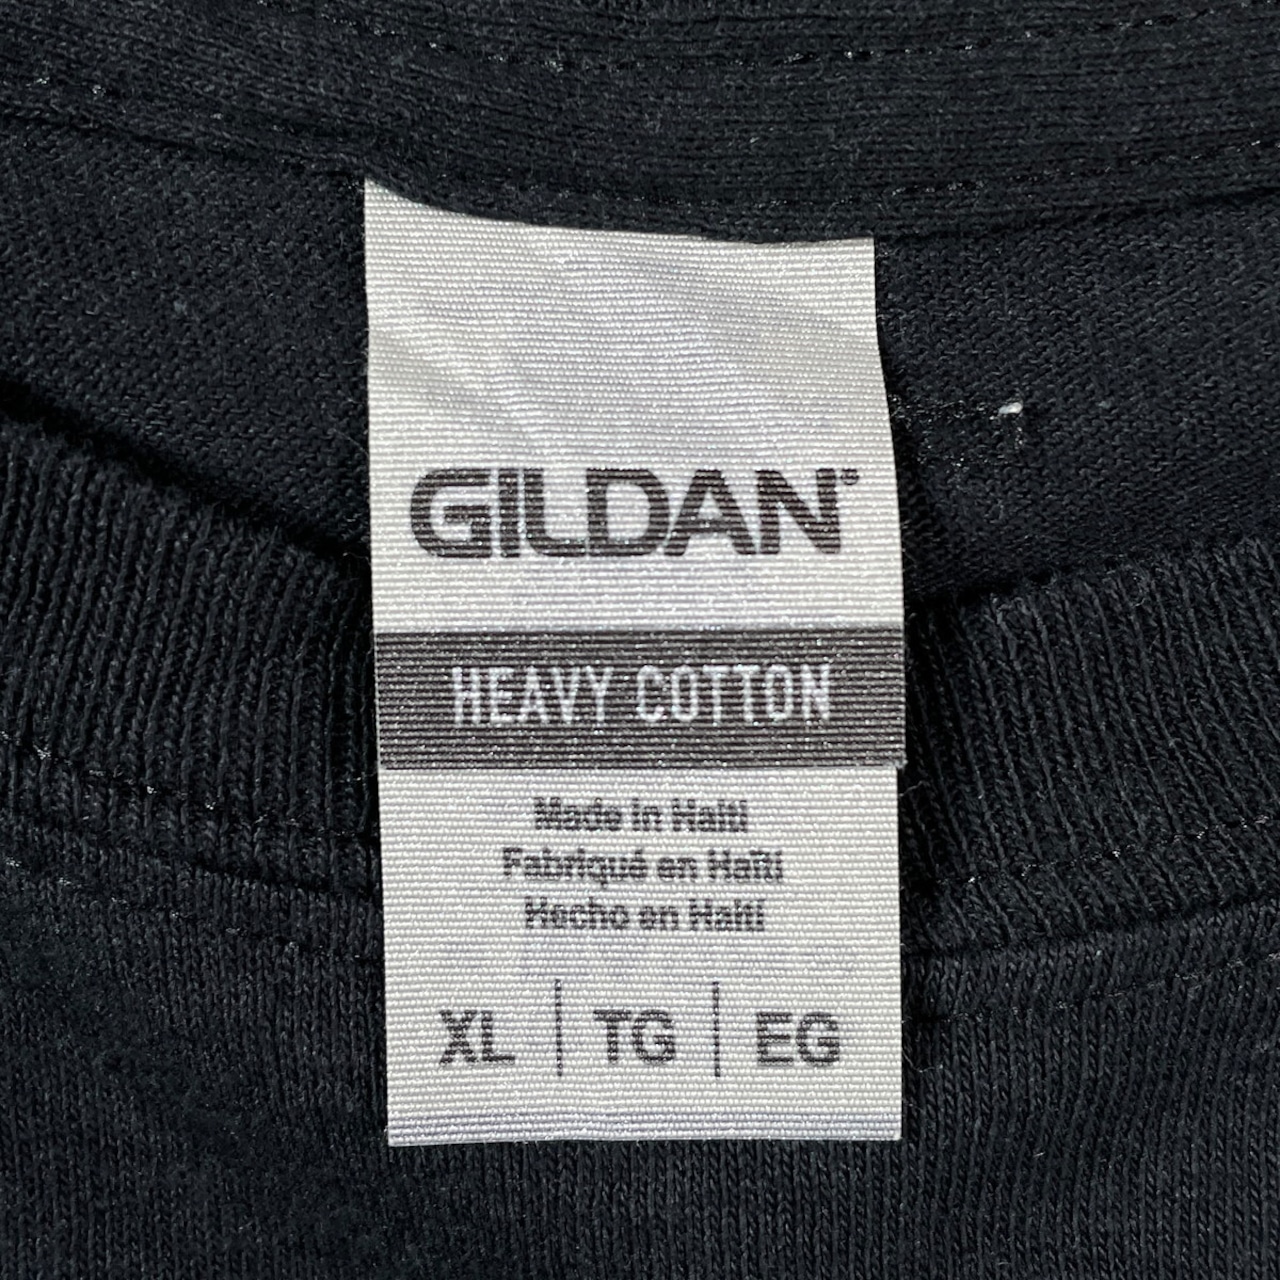 GILDAN®
HEAVY COTTON
Made in Haiti
Fabriqué en Haïti
Hecho en Haití
XL | TG | EG